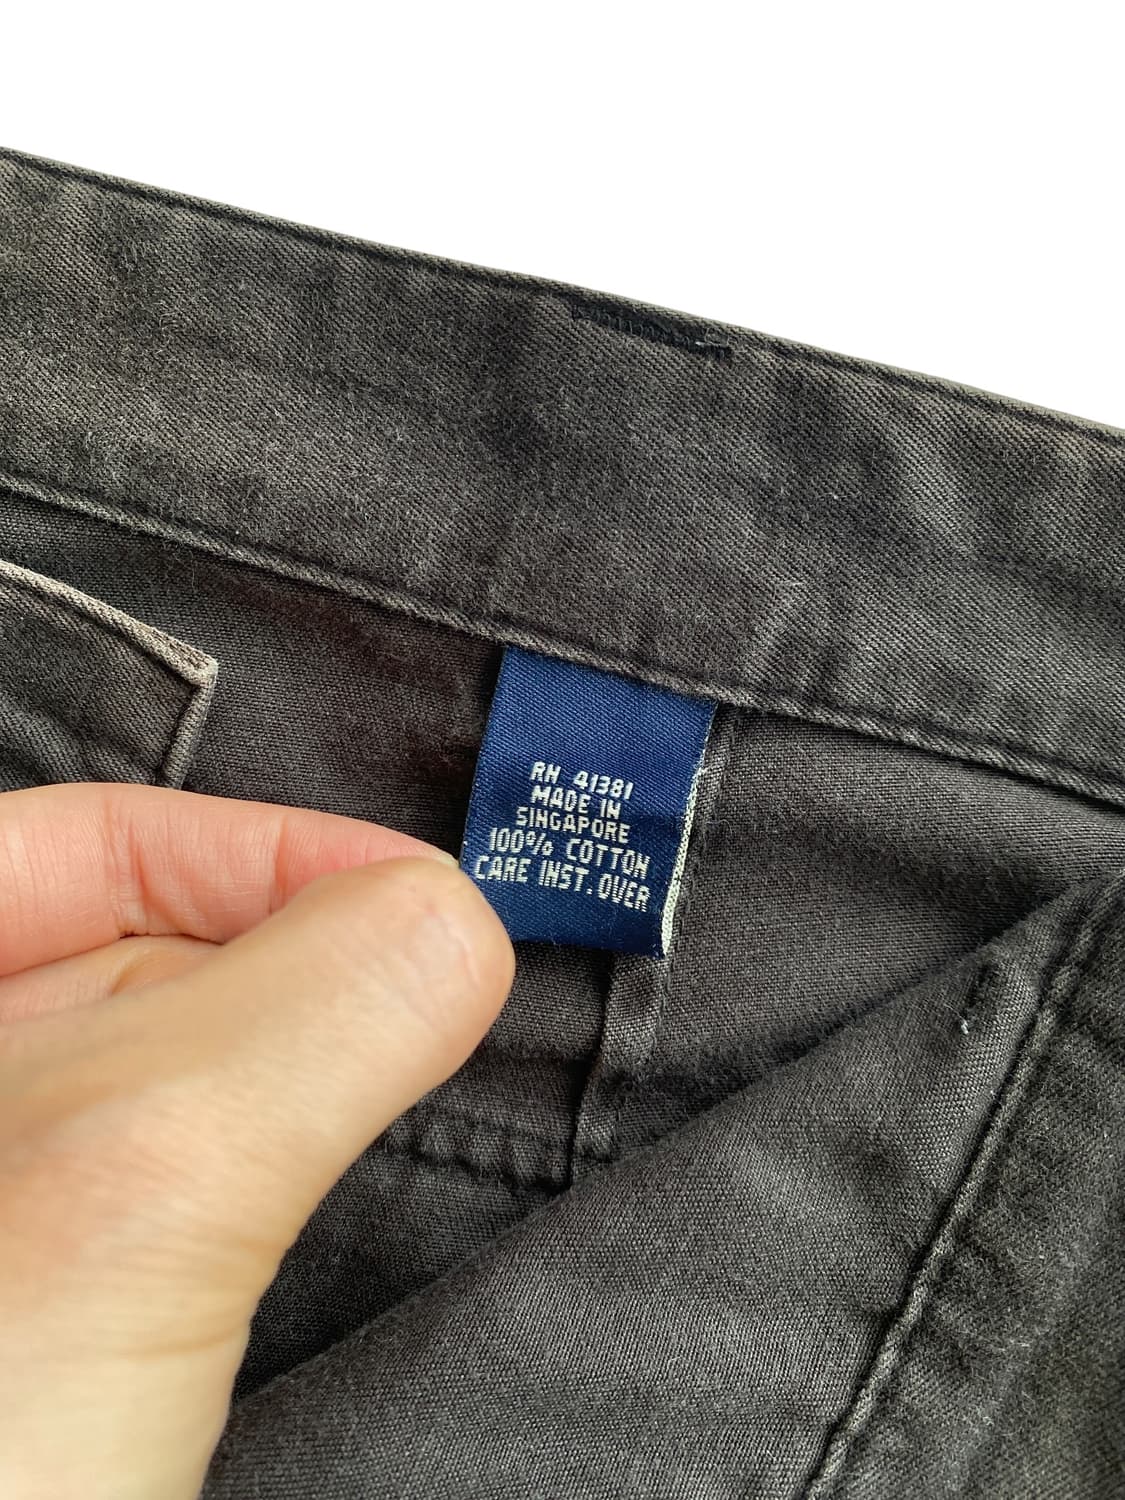 RN 41381
MADE IN
SINGAPORE
100% COTTON
CARE INST. OVER